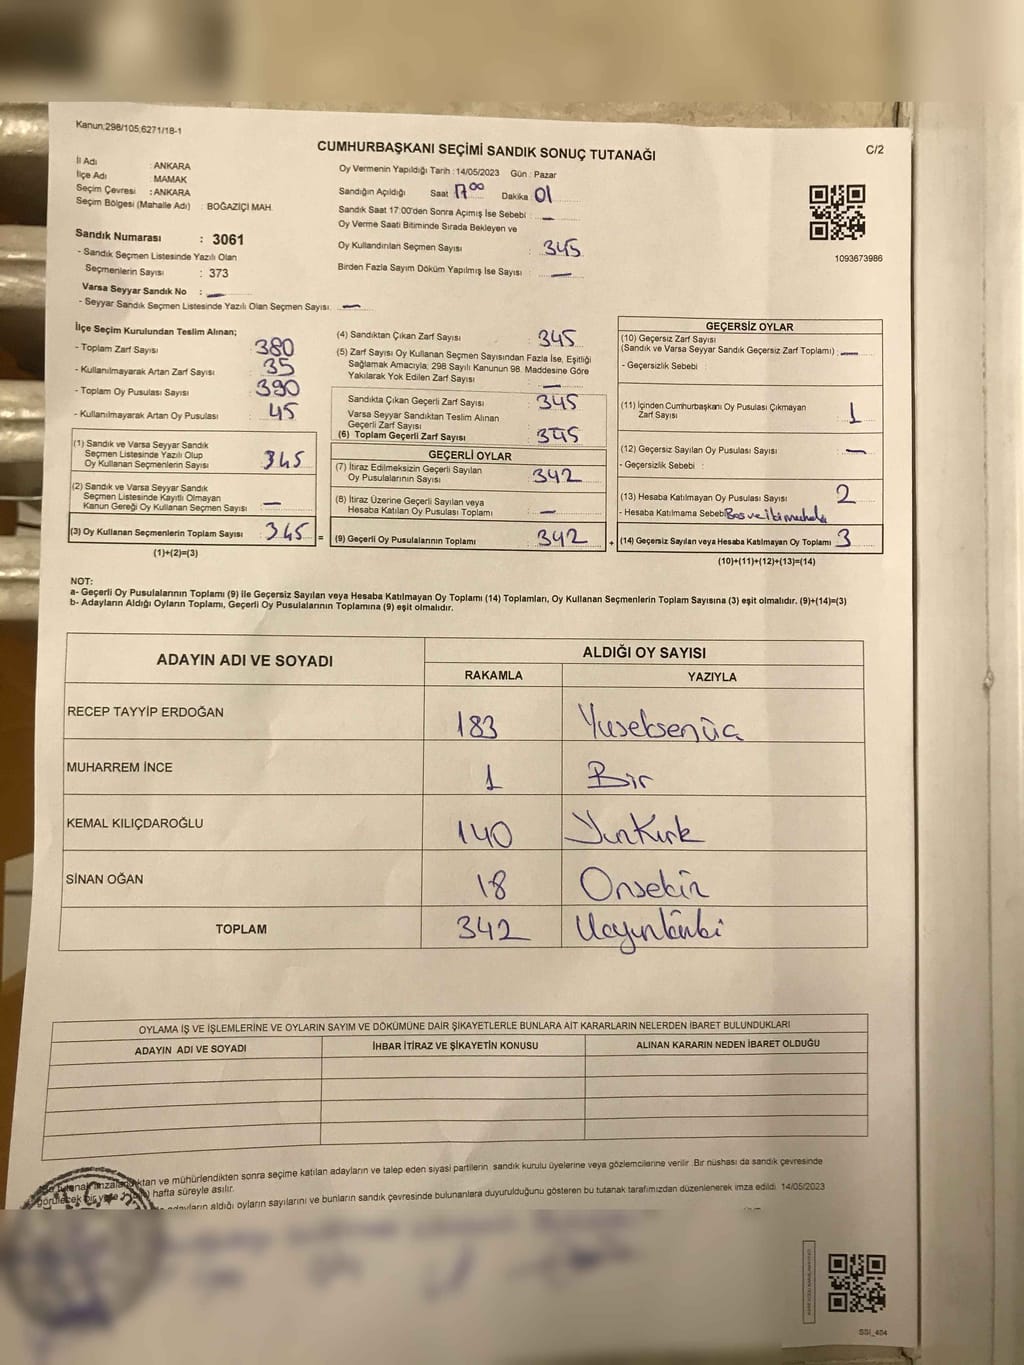 Kanun:298/105,6271/18-1
CUMHURBAŞKANI SEÇİMİ SANDIK SONUÇ TUTANAĞI
C/2
İl Adı : ANKARA
İlçe Adı : MAMAK
Seçim Çevresi : ANKARA
Seçim Bölgesi (Mahalle Adı) : BOĞAZİÇİ MAH.
Sandık Numarası : 3061
- Sandık Seçmen Listesinde Yazılı Olan
Seçmenlerin Sayısı : 373
Varsa Seyyar Sandık No : —
- Seyyar Sandık Seçmen Listesinde Yazılı Olan Seçmen Sayısı: —
Oy Vermenin Yapıldığı Tarih : 14/05/2023 Gün : Pazar
Sandığın Açıldığı Saat 17 00 Dakika : 01
Sandık Saat 17:00'den Sonra Açımış İse Sebebi : —
Oy Verme Saati Bitiminde Sırada Bekleyen ve
Oy Kullandırılan Seçmen Sayısı : 345
Birden Fazla Sayım Döküm Yapılmış İse Sayısı : —
1093673986
İlçe Seçim Kurulundan Teslim Alınan;
- Toplam Zarf Sayısı : 380
- Kullanılmayarak Artan Zarf Sayısı : 35
- Toplam Oy Pusulası Sayısı : 390
- Kullanılmayarak Artan Oy Pusulası : 45
(1) Sandık ve Varsa Seyyar Sandık
Seçmen Listesinde Yazılı Olup
Oy Kullanan Seçmenlerin Sayısı : 345
(2) Sandık ve Varsa Seyyar Sandık
Seçmen Listesinde Kayıtlı Olmayan
Kanun Gereği Oy Kullanan Seçmen Sayısı : —
(3) Oy Kullanan Seçmenlerin Toplam Sayısı : 345 =
(1)+(2)=(3)
(4) Sandıktan Çıkan Zarf Sayısı : 345
(5) Zarf Sayısı Oy Kullanan Seçmen Sayısından Fazla İse, Eşitliği
Sağlamak Amacıyla; 298 Sayılı Kanunun 98. Maddesine Göre
Yakılarak Yok Edilen Zarf Sayısı : —
Sandıkta Çıkan Geçerli Zarf Sayısı : 345
Varsa Seyyar Sandıktan Teslim Alınan
Geçerli Zarf Sayısı :
(6) Toplam Geçerli Zarf Sayısı : 345
GEÇERLİ OYLAR
(7) İtiraz Edilmeksizin Geçerli Sayılan
Oy Pusulalarının Sayısı : 342
(8) İtiraz Üzerine Geçerli Sayılan veya
Hesaba Katılan Oy Pusulası Toplamı : —
(9) Geçerli Oy Pusulalarının Toplamı : 342 +
GEÇERSİZ OYLAR
(10) Geçersiz Zarf Sayısı
(Sandık ve Varsa Seyyar Sandık Geçersiz Zarf Toplamı) : —
- Geçersizlik Sebebi :
(11) İçinden Cumhurbaşkanı Oy Pusulası Çıkmayan
Zarf Sayısı : 1
(12) Geçersiz Sayılan Oy Pusulası Sayısı : —
- Geçersizlik Sebebi :
(13) Hesaba Katılmayan Oy Pusulası Sayısı : 2
- Hesaba Katılmama Sebebi:
(14) Geçersiz Sayılan veya Hesaba Katılmayan Oy Toplamı : 3
(10)+(11)+(12)+(13)=(14)
NOT:
a- Geçerli Oy Pusulalarının Toplamı (9) ile Geçersiz Sayılan veya Hesaba Katılmayan Oy Toplamı (14) Toplamları, Oy Kullanan Seçmenlerin Toplam Sayısına (3) eşit olmalıdır. (9)+(14)=(3)
b- Adayların Aldığı Oyların Toplamı, Geçerli Oy Pusulalarının Toplamına (9) eşit olmalıdır.
ADAYIN ADI VE SOYADI
ALDIĞI OY SAYISI
RAKAMLA YAZIYLA
RECEP TAYYİP ERDOĞAN 183 Yüzseksenüç
MUHARREM İNCE 1 Bir
KEMAL KILIÇDAROĞLU 140 YüzKırk
SİNAN OĞAN 18 Onsekiz
TOPLAM 342 Üçyüzkırkiki
OYLAMA İŞ VE İŞLEMLERİNE VE OYLARIN SAYIM VE DÖKÜMÜNE DAİR ŞİKAYETLERLE BUNLARA AİT KARARLARIN NELERDEN İBARET BULUNDUKLARI
ADAYIN ADI VE SOYADI İHBAR İTİRAZ VE ŞİKAYETİN KONUSU ALINAN KARARIN NEDEN İBARET OLDUĞU
tutanak imzalandıktan ve mühürlendikten sonra seçime katılan adayların ve talep eden siyasi partilerin sandık kurulu üyelerine veya gözlemcilerine verilir. Bir nüshası da sandık çevresinde
görülecek bir yere hafta süreyle asılır.
adayların aldığı oyların sayılarını ve bunların sandık çevresinde bulunanlara duyurulduğunu gösteren bu tutanak tarafımızdan düzenlenerek imza edildi. 14/05/2023
SSI_404